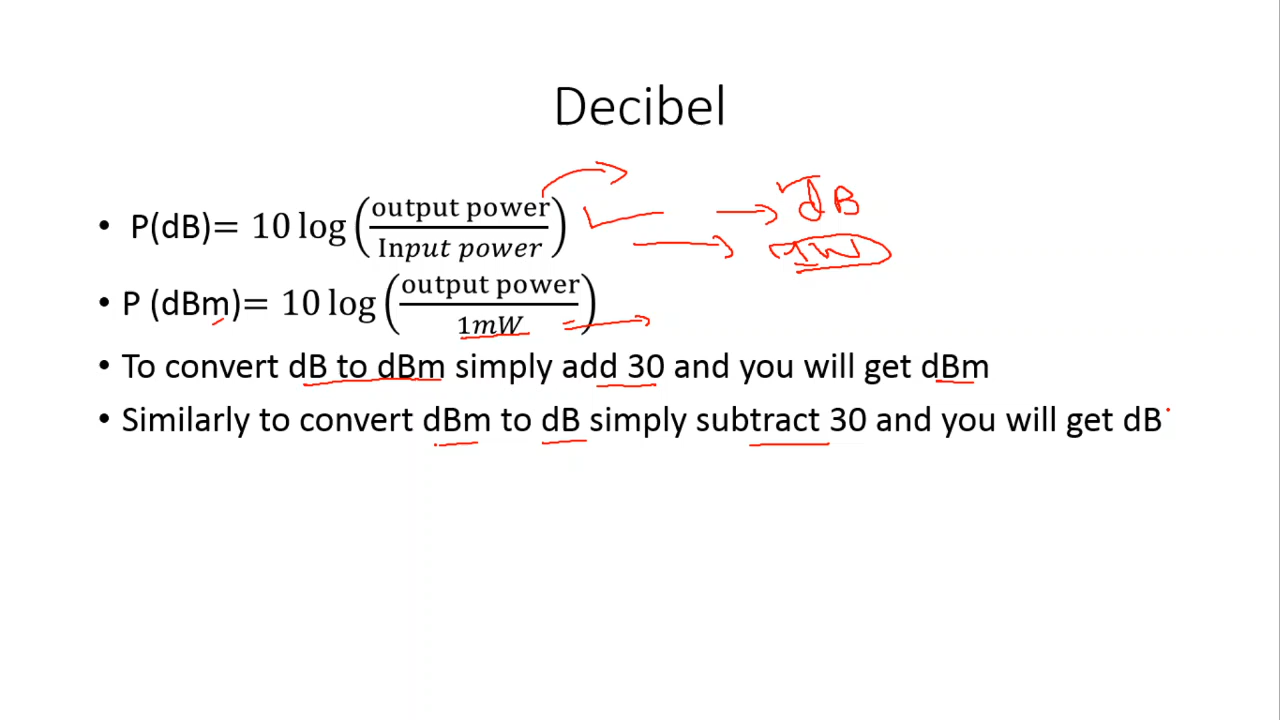 Decibel
• P(dB)= 10 log (output power / Input power) → dB
→ 1W
• P (dBm)= 10 log (output power / 1mW)
• To convert dB to dBm simply add 30 and you will get dBm
• Similarly to convert dBm to dB simply subtract 30 and you will get dB